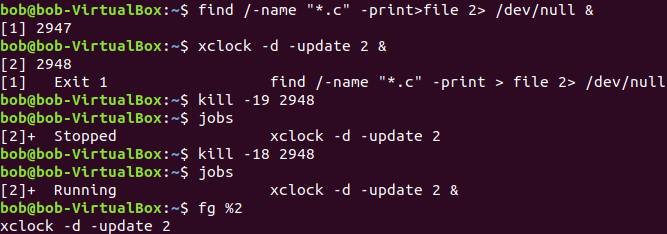 bob@bob-VirtualBox:~$ find /-name "*.c" -print>file 2> /dev/null &
[1] 2947
bob@bob-VirtualBox:~$ xclock -d -update 2 &
[2] 2948
[1]   Exit 1                  find /-name "*.c" -print > file 2> /dev/null
bob@bob-VirtualBox:~$ kill -19 2948
bob@bob-VirtualBox:~$ jobs
[2]+  Stopped                 xclock -d -update 2
bob@bob-VirtualBox:~$ kill -18 2948
bob@bob-VirtualBox:~$ jobs
[2]+  Running                 xclock -d -update 2 &
bob@bob-VirtualBox:~$ fg %2
xclock -d -update 2